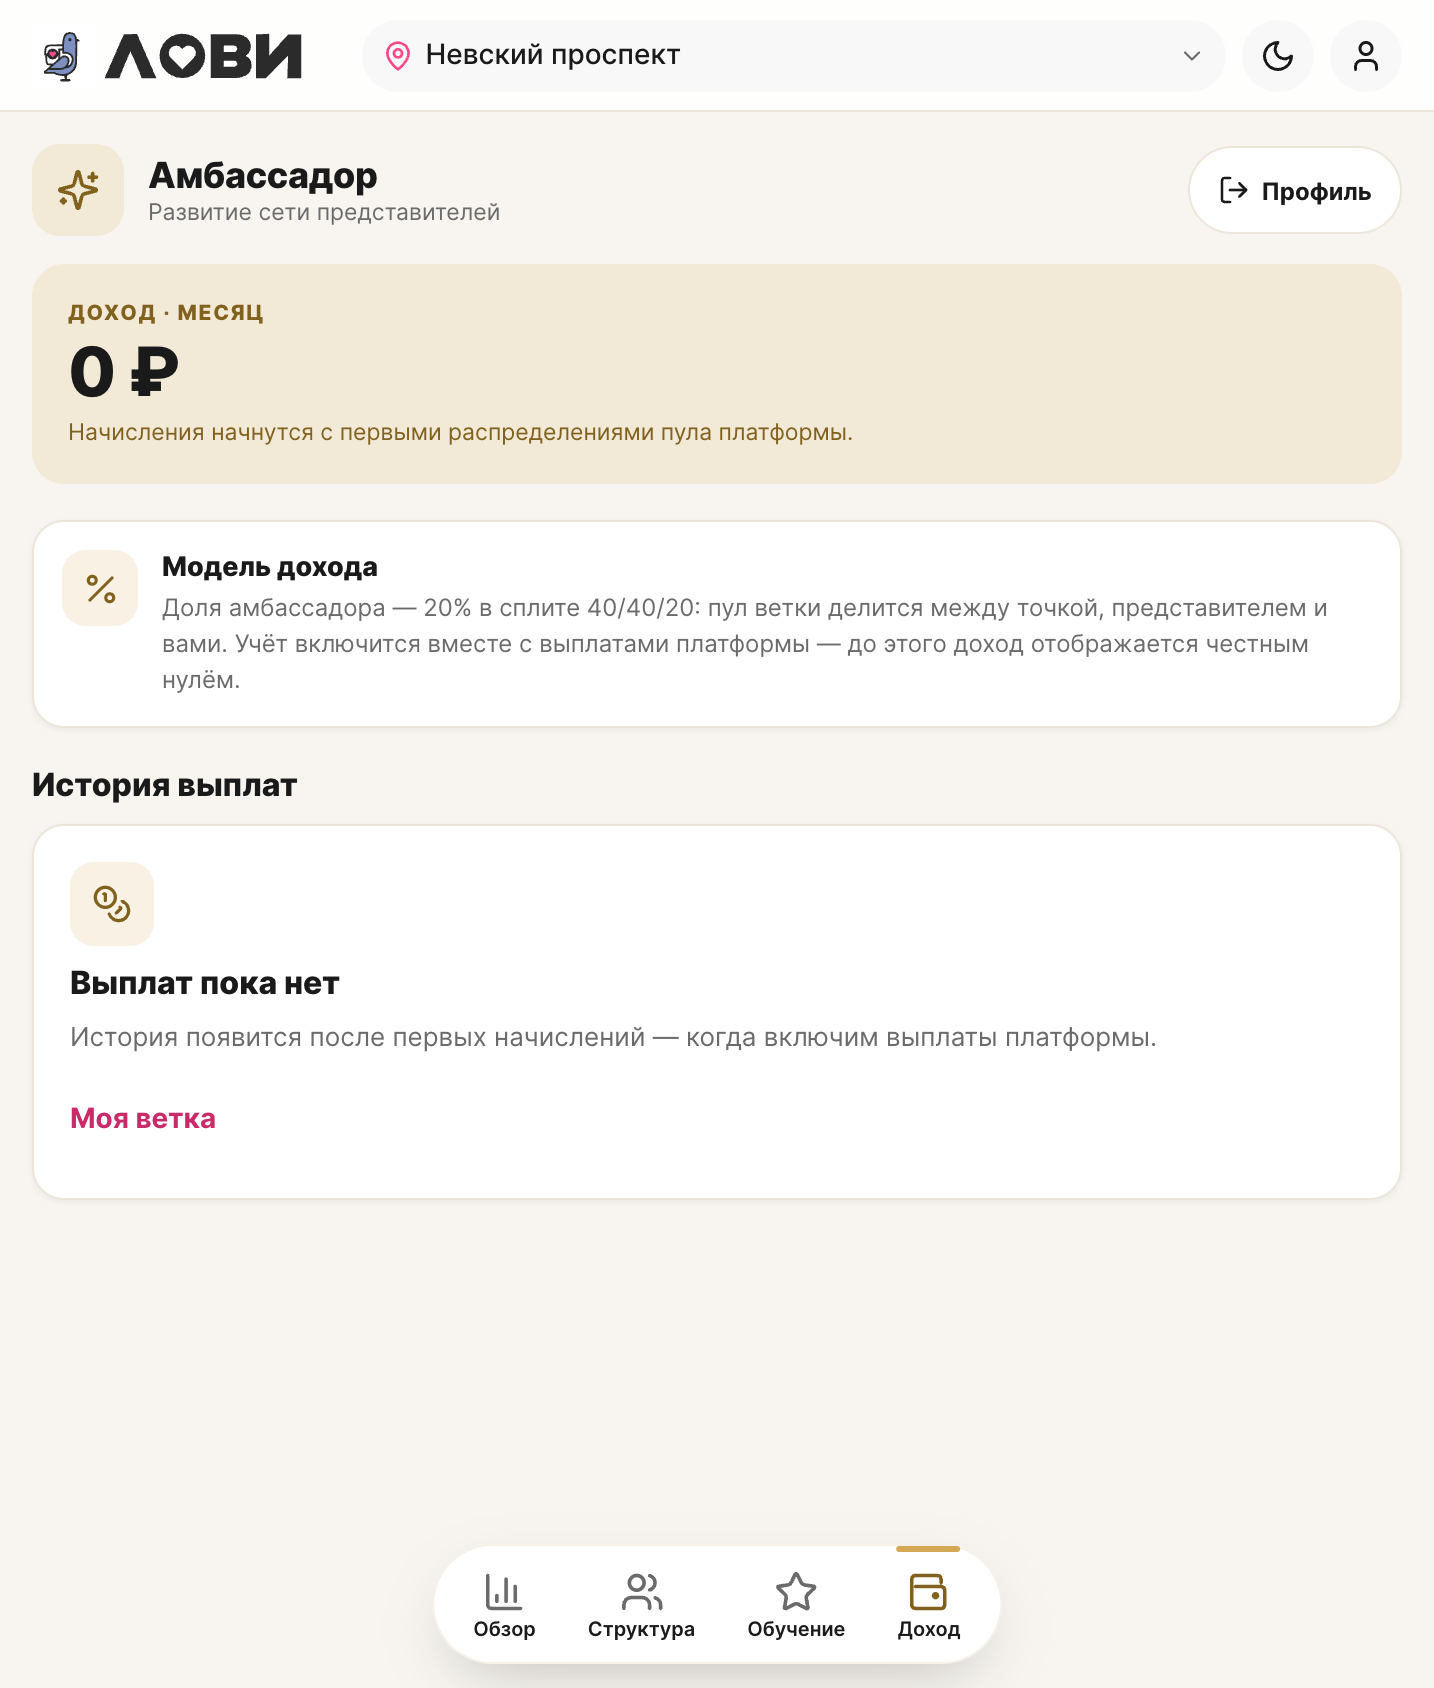 ЛОВИ
Невский проспект
Амбассадор
Развитие сети представителей
Профиль
ДОХОД · МЕСЯЦ
0 ₽
Начисления начнутся с первыми распределениями пула платформы.
Модель дохода
Доля амбассадора — 20% в сплите 40/40/20: пул ветки делится между точкой, представителем и
вами. Учёт включится вместе с выплатами платформы — до этого доход отображается честным
нулём.
История выплат
Выплат пока нет
История появится после первых начислений — когда включим выплаты платформы.
Моя ветка
Обзор
Структура
Обучение
Доход